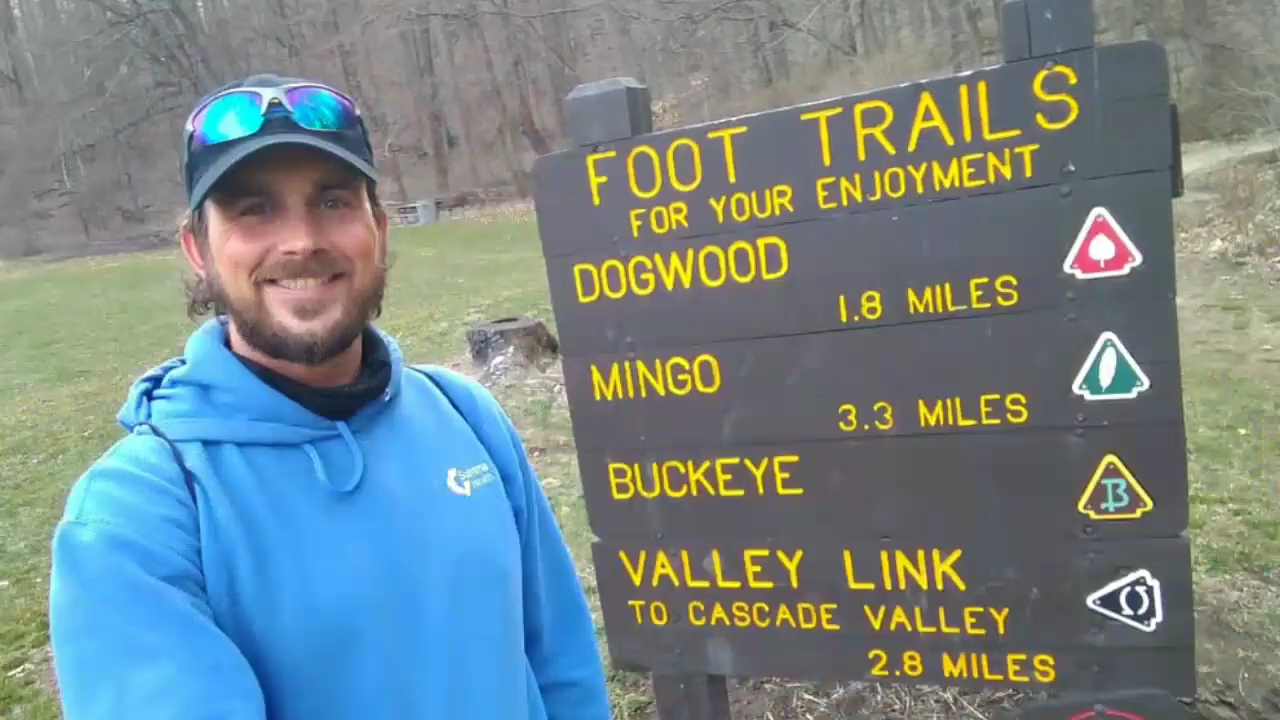 FOOT TRAILS
FOR YOUR ENJOYMENT
DOGWOOD
1.8 MILES
MINGO
3.3 MILES
BUCKEYE
B
VALLEY LINK
TO CASCADE VALLEY
2.8 MILES